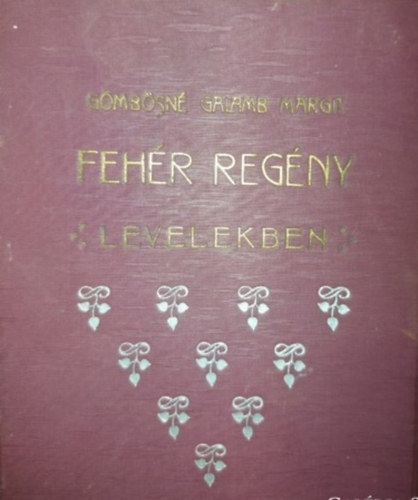 GÖMBÖSNÉ GALAMB MARGIT
FEHÉR REGÉNY
LEVELEKBEN